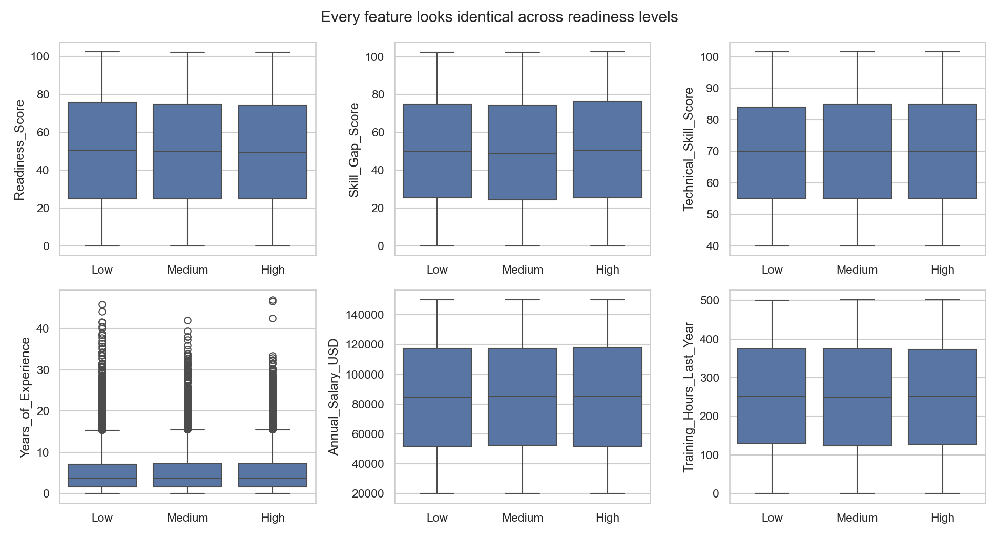 Every feature looks identical across readiness levels
Readiness_Score
100
80
60
40
20
0
Low Medium High
Skill_Gap_Score
100
80
60
40
20
0
Low Medium High
Technical_Skill_Score
100
90
80
70
60
50
40
Low Medium High
Years_of_Experience
40
30
20
10
0
Low Medium High
Annual_Salary_USD
140000
120000
100000
80000
60000
40000
20000
Low Medium High
Training_Hours_Last_Year
500
400
300
200
100
0
Low Medium High